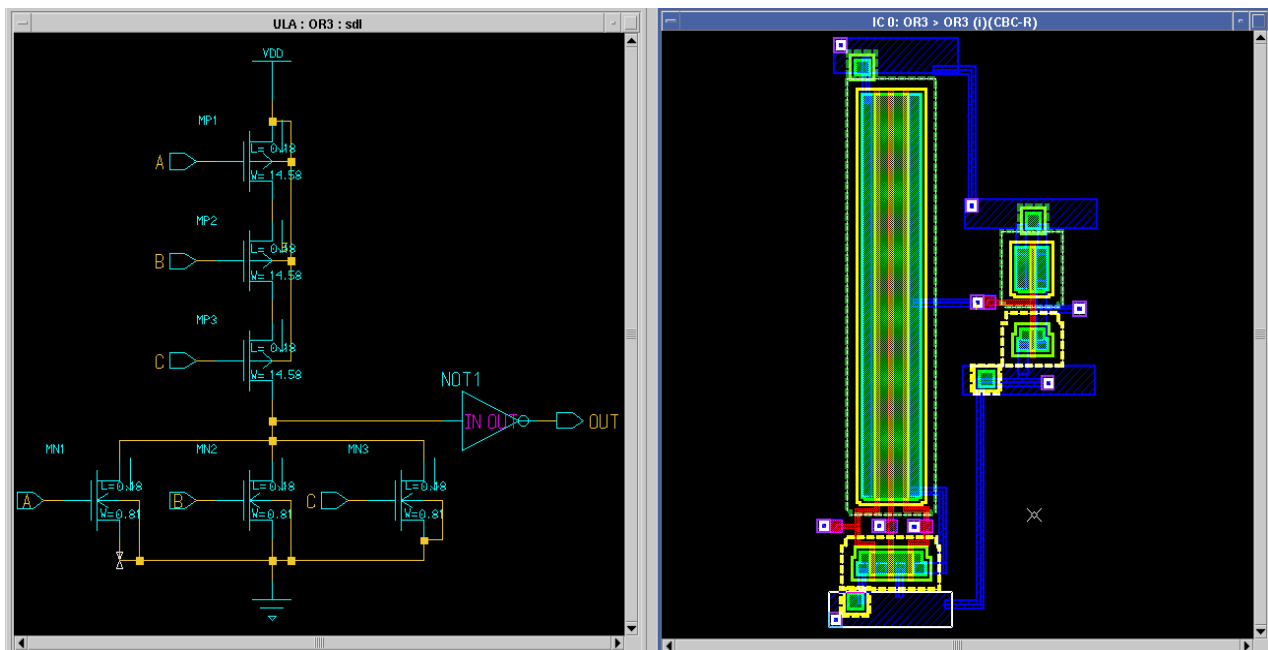 ULA : OR3 : sdl
VDD
MP1
A
L= 0.18
W= 14.58
MP2
B
L= 0.18
W= 14.58
MP3
C
L= 0.18
W= 14.58
NOT1
IN OUT
OUT
MN1
MN2
MN3
A
L=0.18
W=0.81
B
L=0.18
W=0.81
C
L=0.18
W=0.81
IC 0: OR3 > OR3 (i)(CBC-R)